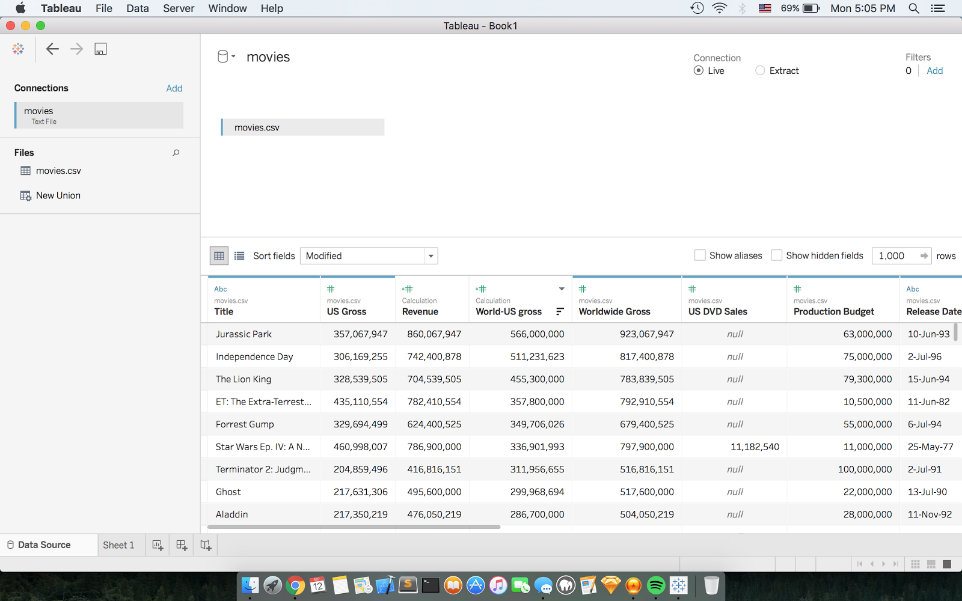 Tableau File Data Server Window Help 69% Mon 5:05 PM
Tableau - Book1
movies
Connection
Live Extract
Filters
0 Add
Connections Add
movies
Text File
movies.csv
Files
movies.csv
New Union
Sort fields Modified Show aliases Show hidden fields 1,000 rows
Abc
movies.csv movies.csv Calculation Calculation movies.csv movies.csv movies.csv movies.csv
Title US Gross Revenue World-US gross Worldwide Gross US DVD Sales Production Budget Release Date
Jurassic Park 357,067,947 860,067,947 566,000,000 923,067,947 null 63,000,000 10-Jun-93
Independence Day 306,169,255 742,400,878 511,231,623 817,400,878 null 75,000,000 2-Jul-96
The Lion King 328,539,505 704,539,505 455,300,000 783,839,505 null 79,300,000 15-Jun-94
ET: The Extra-Terrest... 435,110,554 782,410,554 357,800,000 792,910,554 null 10,500,000 11-Jun-82
Forrest Gump 329,694,499 624,400,525 349,706,026 679,400,525 null 55,000,000 6-Jul-94
Star Wars Ep. IV: A N... 460,998,007 786,900,000 336,901,993 797,900,000 11,182,540 11,000,000 25-May-77
Terminator 2: Judgm... 204,859,496 416,816,151 311,956,655 516,816,151 null 100,000,000 2-Jul-91
Ghost 217,631,306 495,600,000 299,968,694 517,600,000 null 22,000,000 13-Jul-90
Aladdin 217,350,219 476,050,219 286,700,000 504,050,219 null 28,000,000 11-Nov-92
Data Source Sheet 1
12